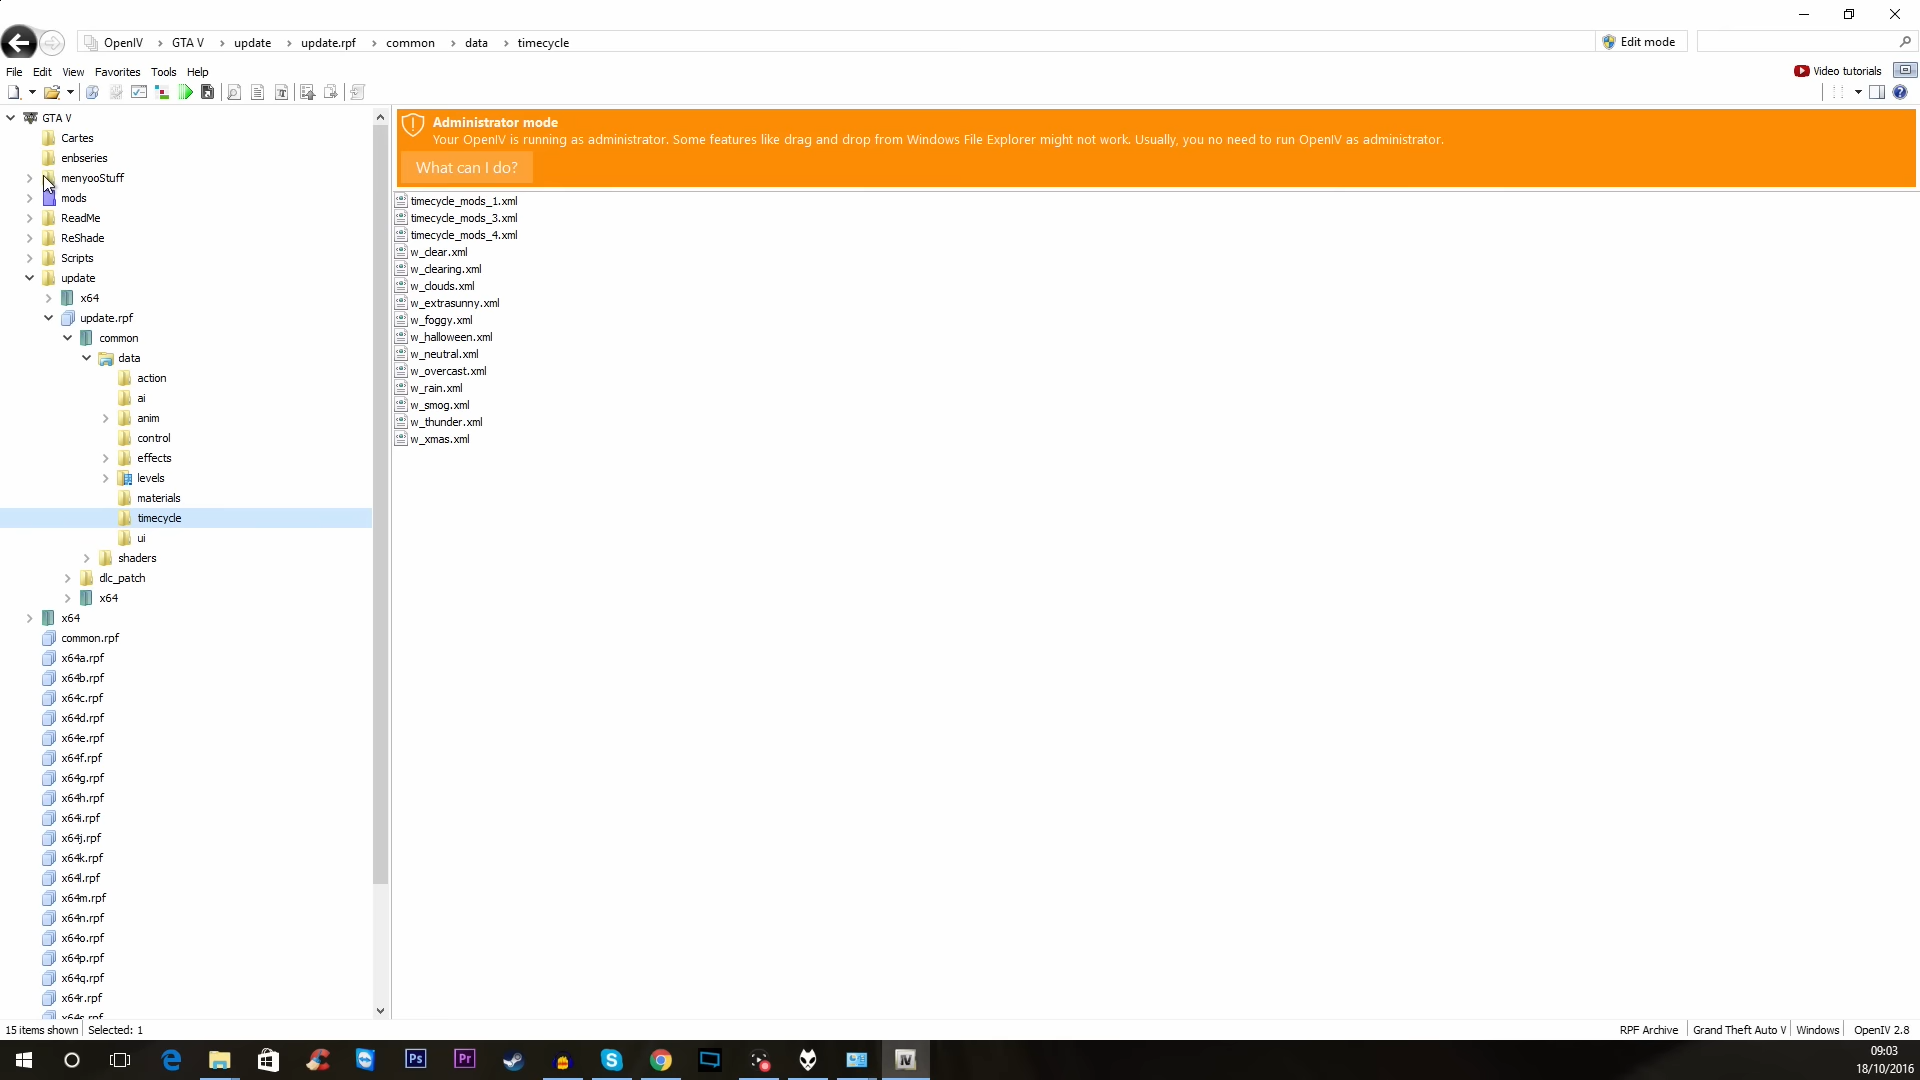 OpenIV > GTA V > update > update.rpf > common > data > timecycle
Edit mode
File Edit View Favorites Tools Help
Video tutorials
GTA V
Cartes
enbseries
menyooStuff
mods
ReadMe
ReShade
Scripts
update
x64
update.rpf
common
data
action
ai
anim
control
effects
levels
materials
timecycle
ui
shaders
dlc_patch
x64
x64
common.rpf
x64a.rpf
x64b.rpf
x64c.rpf
x64d.rpf
x64e.rpf
x64f.rpf
x64g.rpf
x64h.rpf
x64i.rpf
x64j.rpf
x64k.rpf
x64l.rpf
x64m.rpf
x64n.rpf
x64o.rpf
x64p.rpf
x64q.rpf
x64r.rpf
x64s.rpf
Administrator mode
Your OpenIV is running as administrator. Some features like drag and drop from Windows File Explorer might not work. Usually, you no need to run OpenIV as administrator.
What can I do?
timecycle_mods_1.xml
timecycle_mods_3.xml
timecycle_mods_4.xml
w_clear.xml
w_clearing.xml
w_clouds.xml
w_extrasunny.xml
w_foggy.xml
w_halloween.xml
w_neutral.xml
w_overcast.xml
w_rain.xml
w_smog.xml
w_thunder.xml
w_xmas.xml
15 items shown Selected: 1
RPF Archive Grand Theft Auto V Windows OpenIV 2.8
Ps Pr IV
09:03
18/10/2016